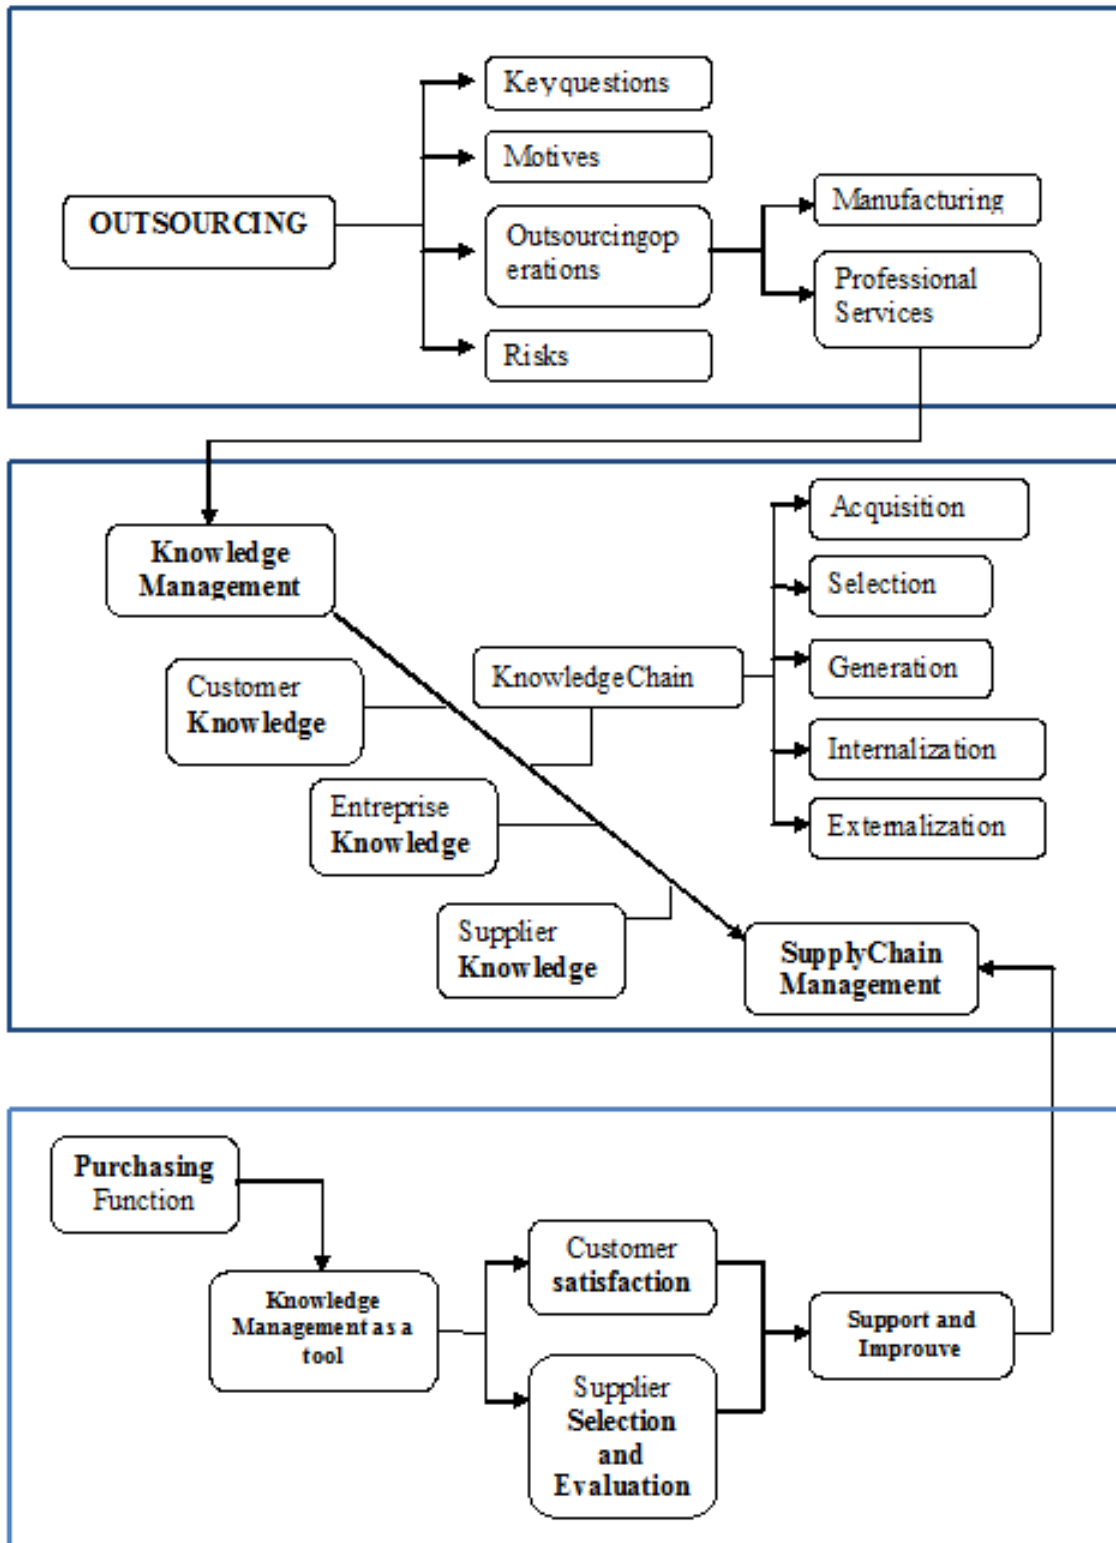 Keyquestions
Motives
OUTSOURCING
Outsourcingop
erations
Risks
Manufacturing
Professional
Services
Knowledge
Management
Customer
Knowledge
KnowledgeChain
Entreprise
Knowledge
Supplier
Knowledge
Acquisition
Selection
Generation
Internalization
Externalization
SupplyChain
Management
Purchasing
Function
Knowledge
Management as a
tool
Customer
satisfaction
Supplier
Selection
and
Evaluation
Support and
Improuve